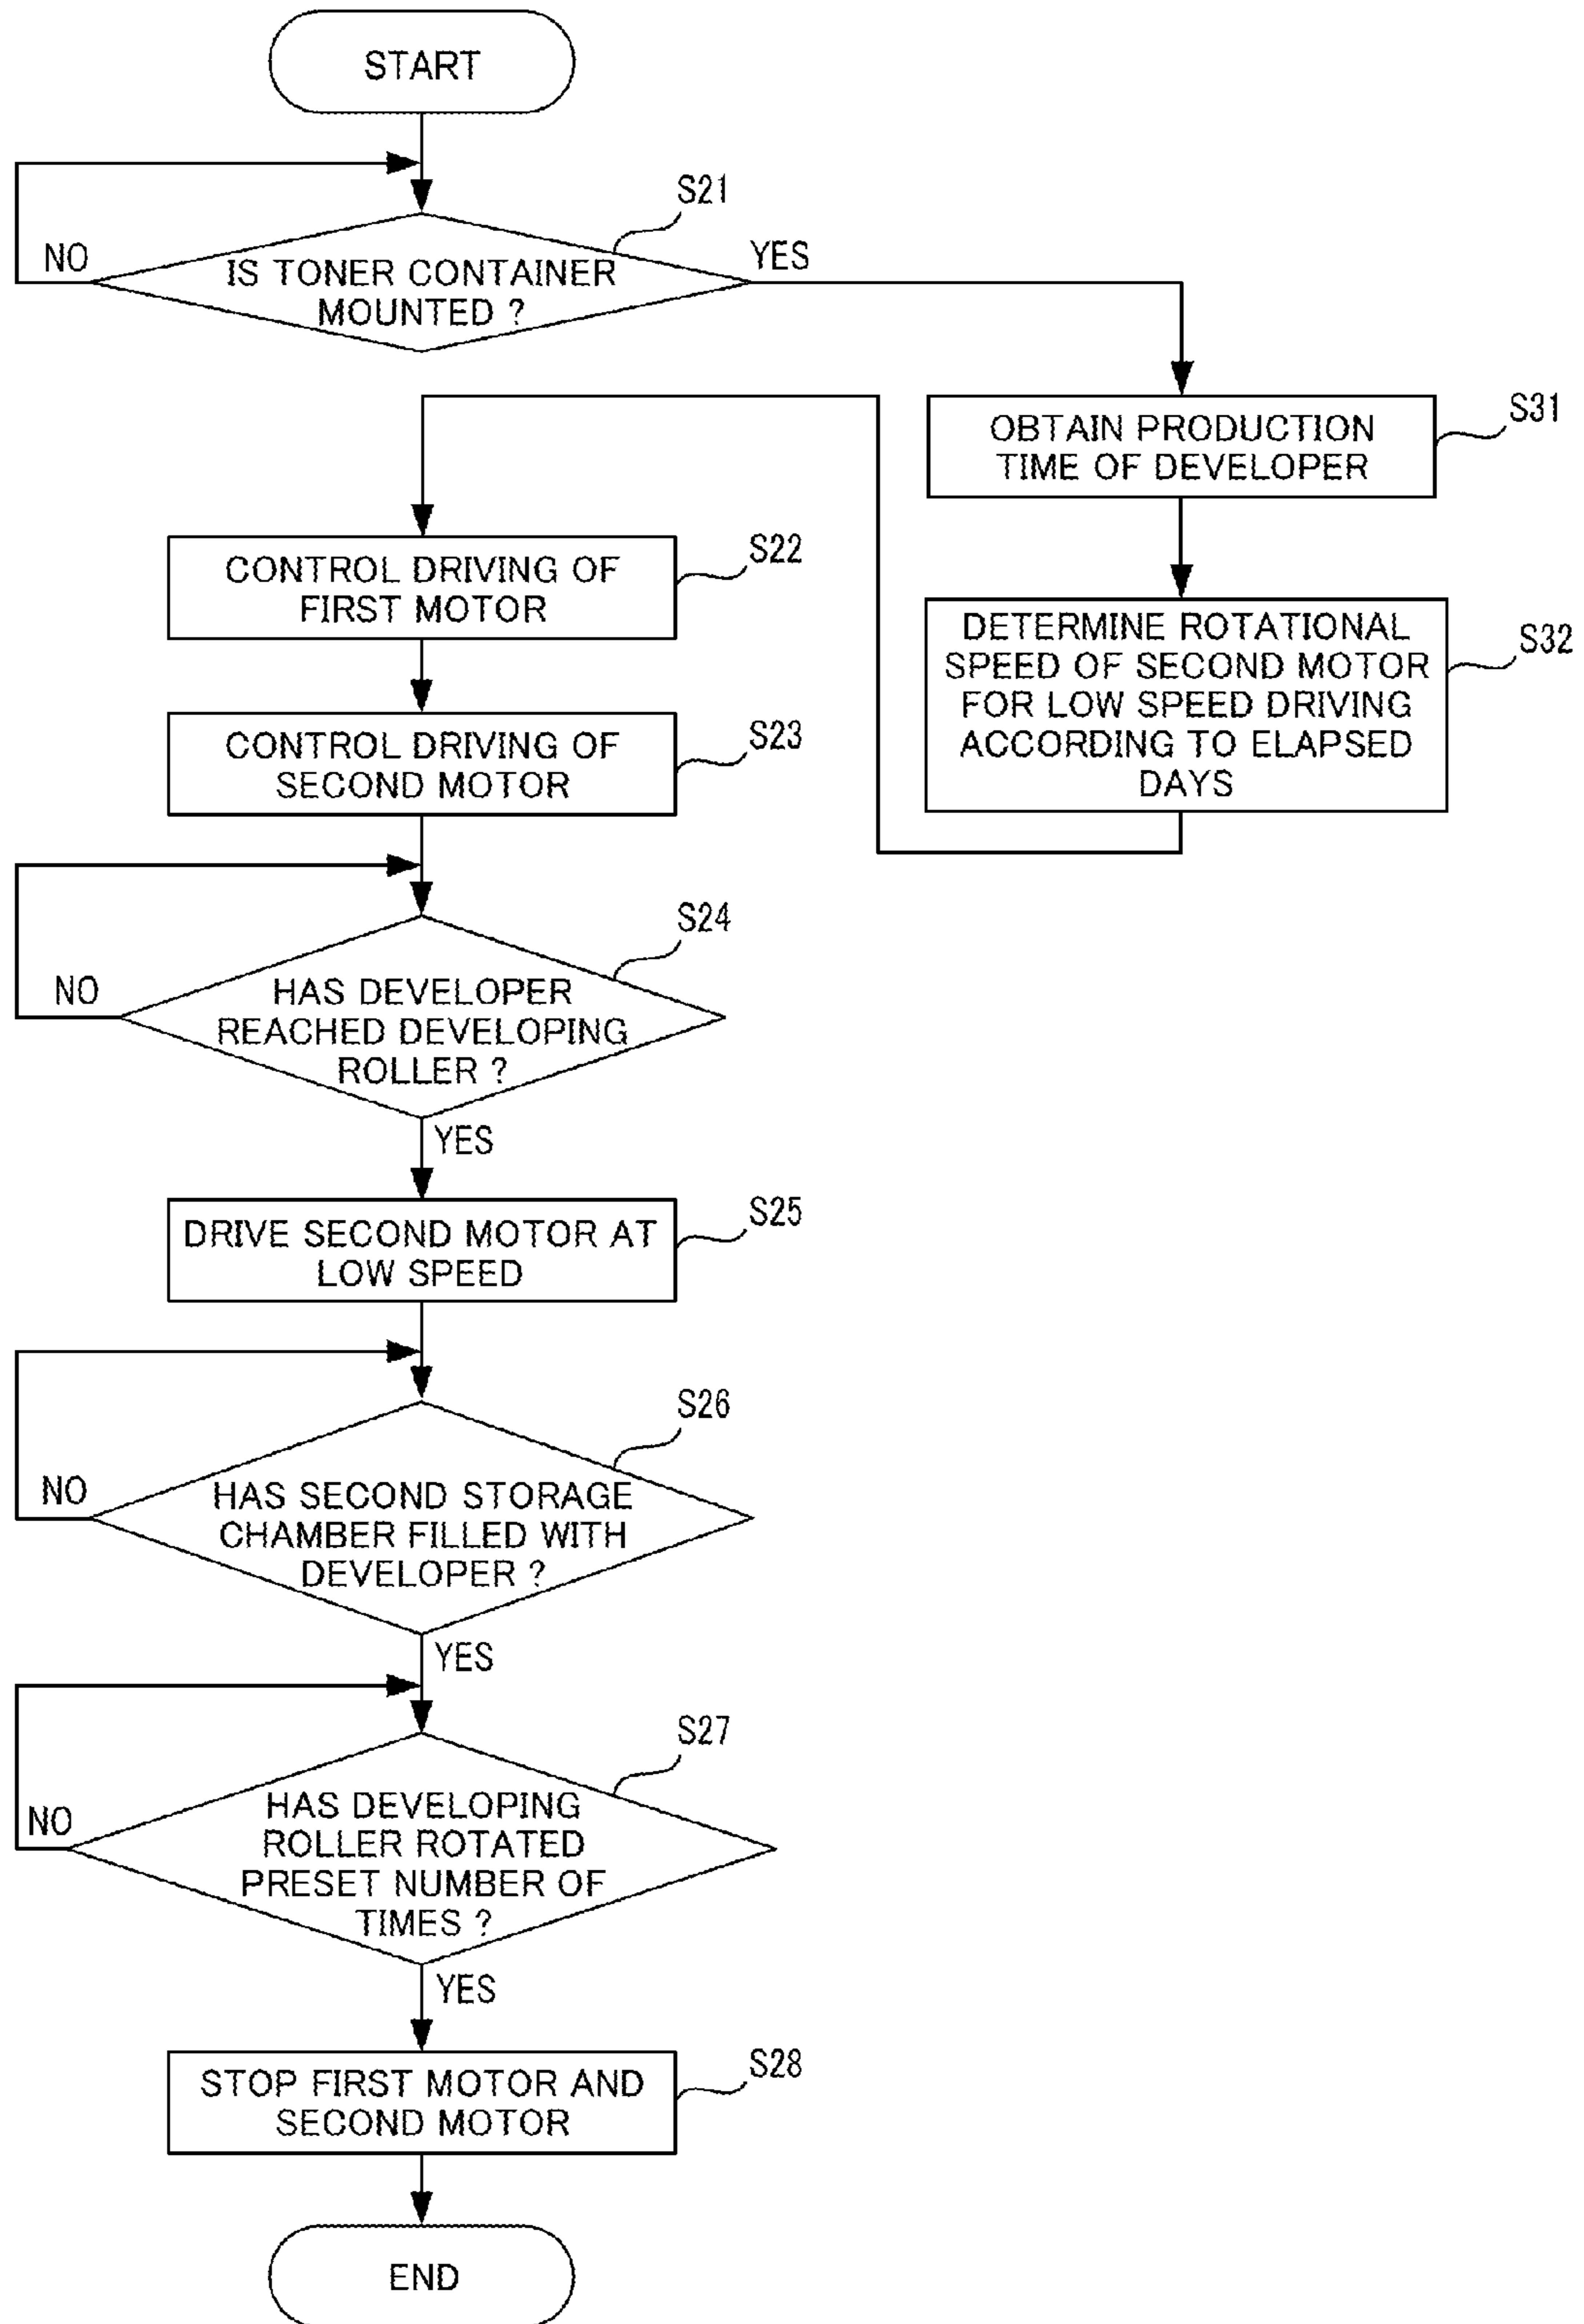 START
S21
NO
IS TONER CONTAINER
MOUNTED ?
YES
S31
OBTAIN PRODUCTION
TIME OF DEVELOPER
S32
DETERMINE ROTATIONAL
SPEED OF SECOND MOTOR
FOR LOW SPEED DRIVING
ACCORDING TO ELAPSED
DAYS
S22
CONTROL DRIVING OF
FIRST MOTOR
S23
CONTROL DRIVING OF
SECOND MOTOR
S24
NO
HAS DEVELOPER
REACHED DEVELOPING
ROLLER ?
YES
S25
DRIVE SECOND MOTOR AT
LOW SPEED
S26
NO
HAS SECOND STORAGE
CHAMBER FILLED WITH
DEVELOPER ?
YES
S27
NO
HAS DEVELOPING
ROLLER ROTATED
PRESET NUMBER OF
TIMES ?
YES
S28
STOP FIRST MOTOR AND
SECOND MOTOR
END